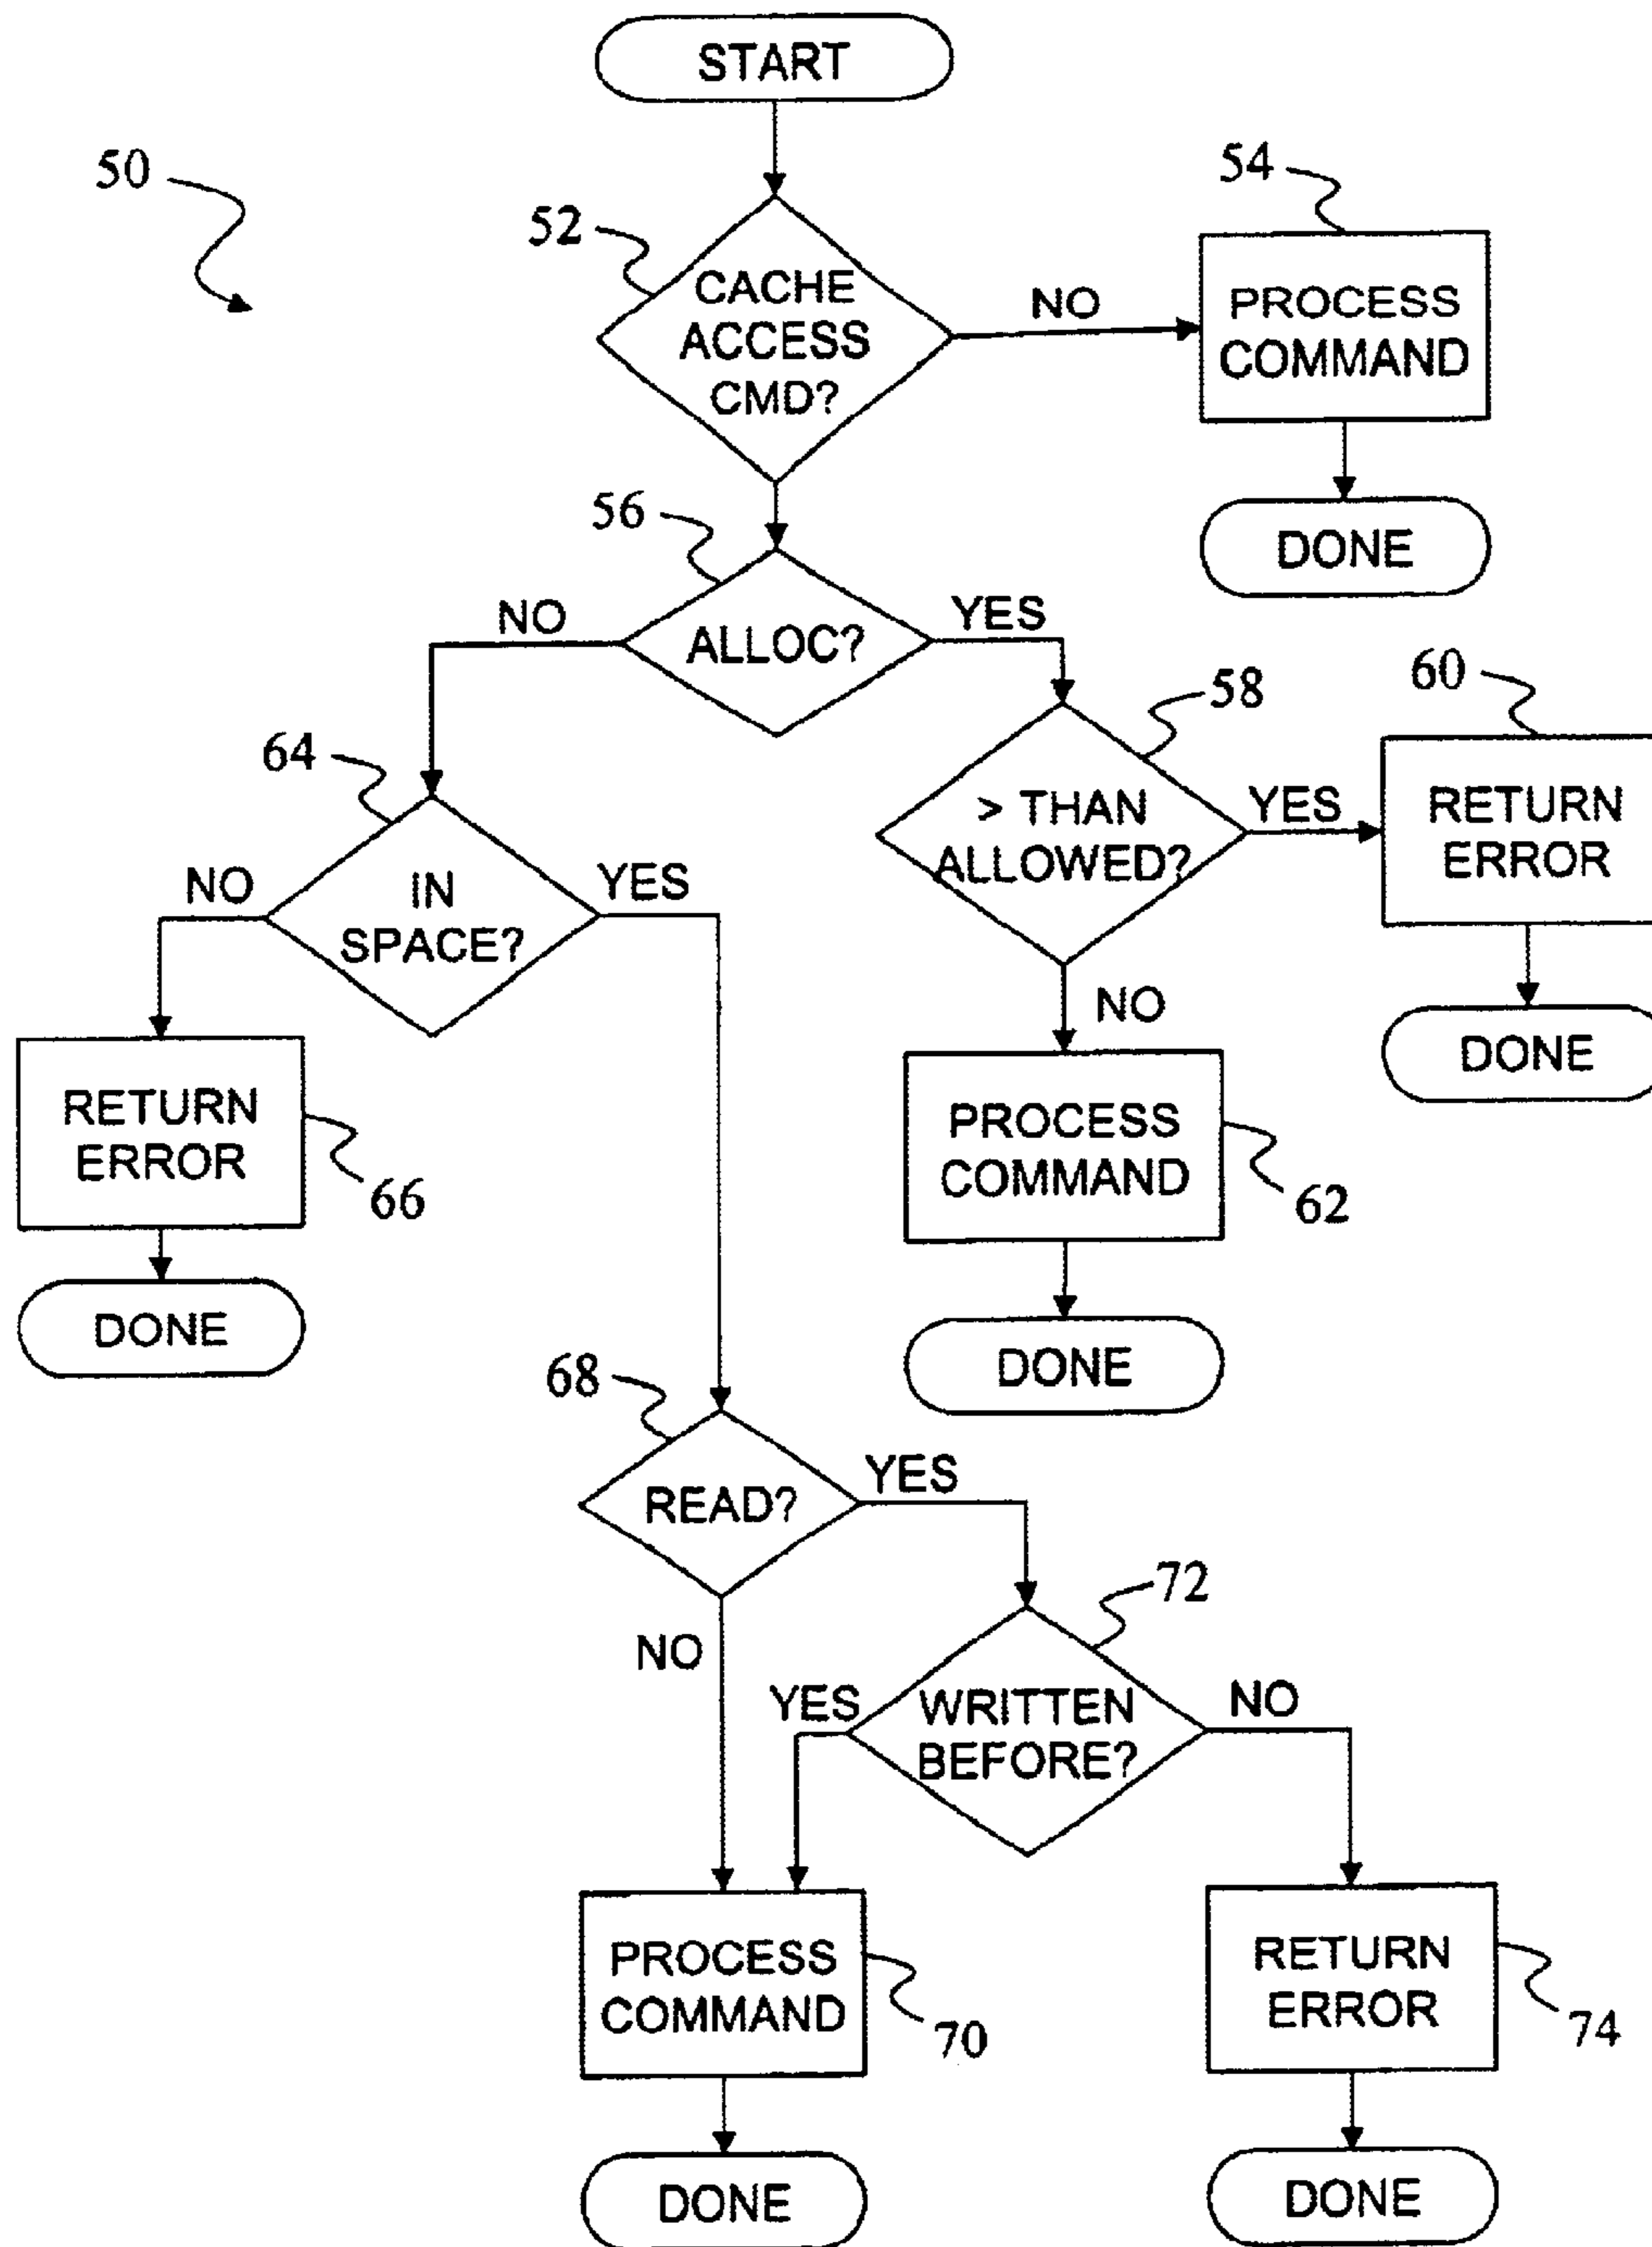 START
50
52
CACHE
ACCESS
CMD?
NO
54
PROCESS
COMMAND
DONE
56
ALLOC?
NO
YES
58
> THAN
ALLOWED?
YES
60
RETURN
ERROR
DONE
NO
PROCESS
COMMAND
62
DONE
64
IN
SPACE?
NO
YES
RETURN
ERROR
66
DONE
68
READ?
YES
NO
72
WRITTEN
BEFORE?
YES
NO
PROCESS
COMMAND
70
DONE
RETURN
ERROR
74
DONE